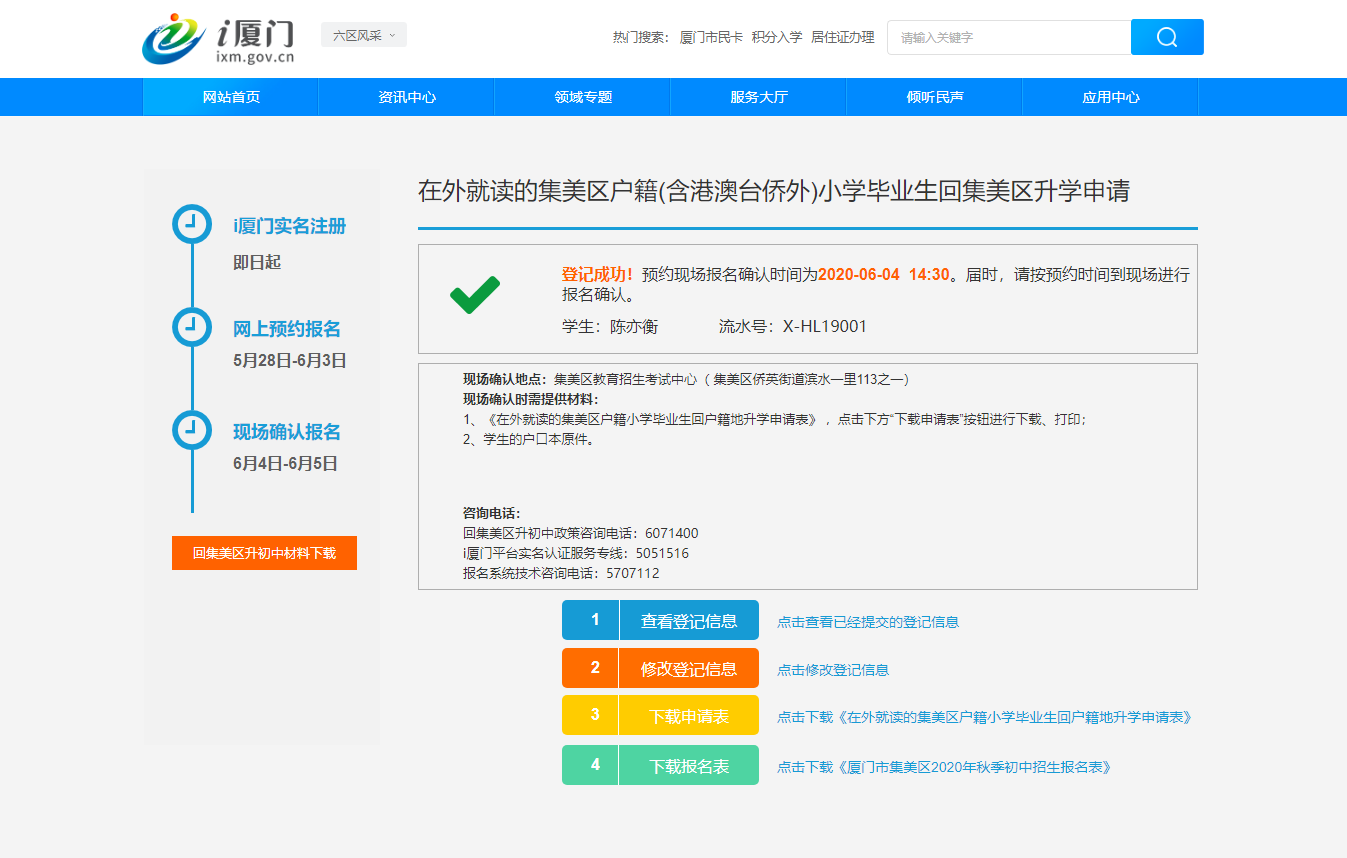 i厦门
ixm.gov.cn
六区风采
热门搜索： 厦门市民卡 积分入学 居住证办理
请输入关键字
网站首页 资讯中心 领域专题 服务大厅 倾听民声 应用中心
i厦门实名注册
即日起
网上预约报名
5月28日-6月3日
现场确认报名
6月4日-6月5日
回集美区升初中材料下载
在外就读的集美区户籍(含港澳台侨外)小学毕业生回集美区升学申请
登记成功！预约现场报名确认时间为2020-06-04 14:30。届时，请按预约时间到现场进行
报名确认。
学生：陈亦衡 流水号：X-HL19001
现场确认地点：集美区教育招生考试中心（ 集美区侨英街道滨水一里113之一）
现场确认时需提供材料：
1、《在外就读的集美区户籍小学毕业生回户籍地升学申请表》 ，点击下方“下载申请表”按钮进行下载、打印；
2、学生的户口本原件。
咨询电话：
回集美区升初中政策咨询电话：6071400
i厦门平台实名认证服务专线：5051516
报名系统技术咨询电话：5707112
1 查看登记信息 点击查看已经提交的登记信息
2 修改登记信息 点击修改登记信息
3 下载申请表 点击下载《在外就读的集美区户籍小学毕业生回户籍地升学申请表》
4 下载报名表 点击下载《厦门市集美区2020年秋季初中招生报名表》